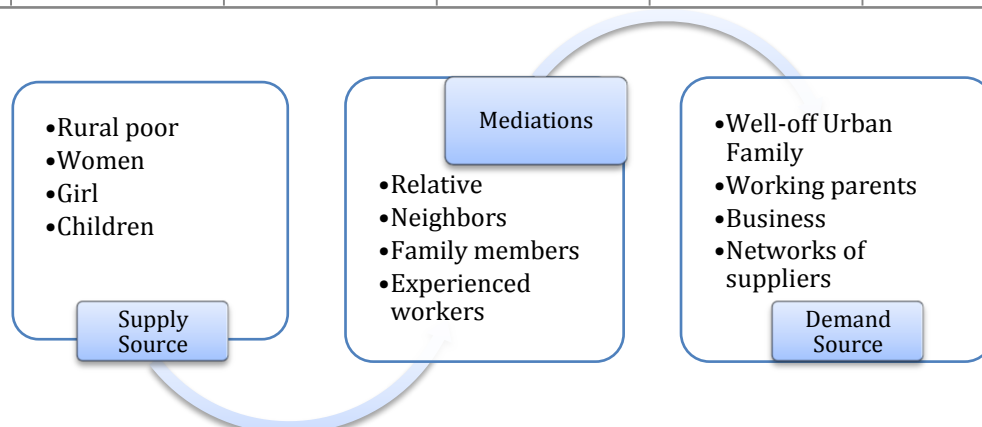 •Rural poor
•Women
•Girl
•Children
Supply
Source
Mediations
•Relative
•Neighbors
•Family members
•Experienced
workers
•Well-off Urban
Family
•Working parents
•Business
•Networks of
suppliers
Demand
Source